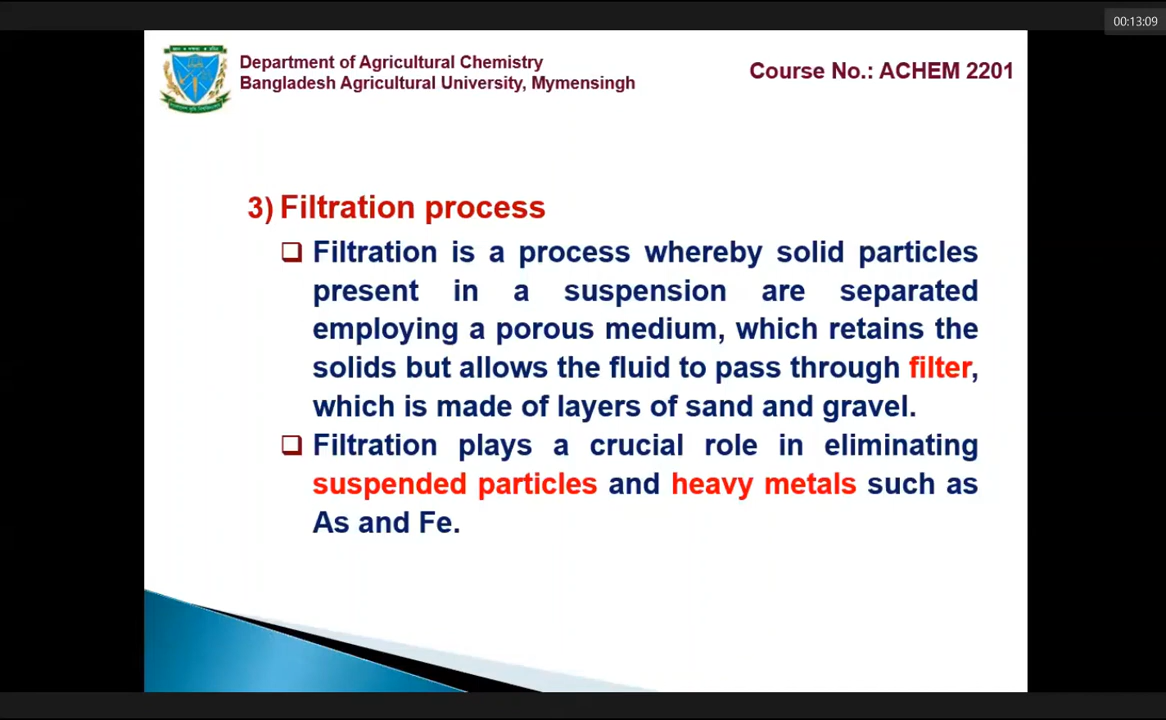 00:13:09
Department of Agricultural Chemistry
Bangladesh Agricultural University, Mymensingh
Course No.: ACHEM 2201
3) Filtration process
Filtration is a process whereby solid particles
present in a suspension are separated
employing a porous medium, which retains the
solids but allows the fluid to pass through filter,
which is made of layers of sand and gravel.
Filtration plays a crucial role in eliminating
suspended particles and heavy metals such as
As and Fe.